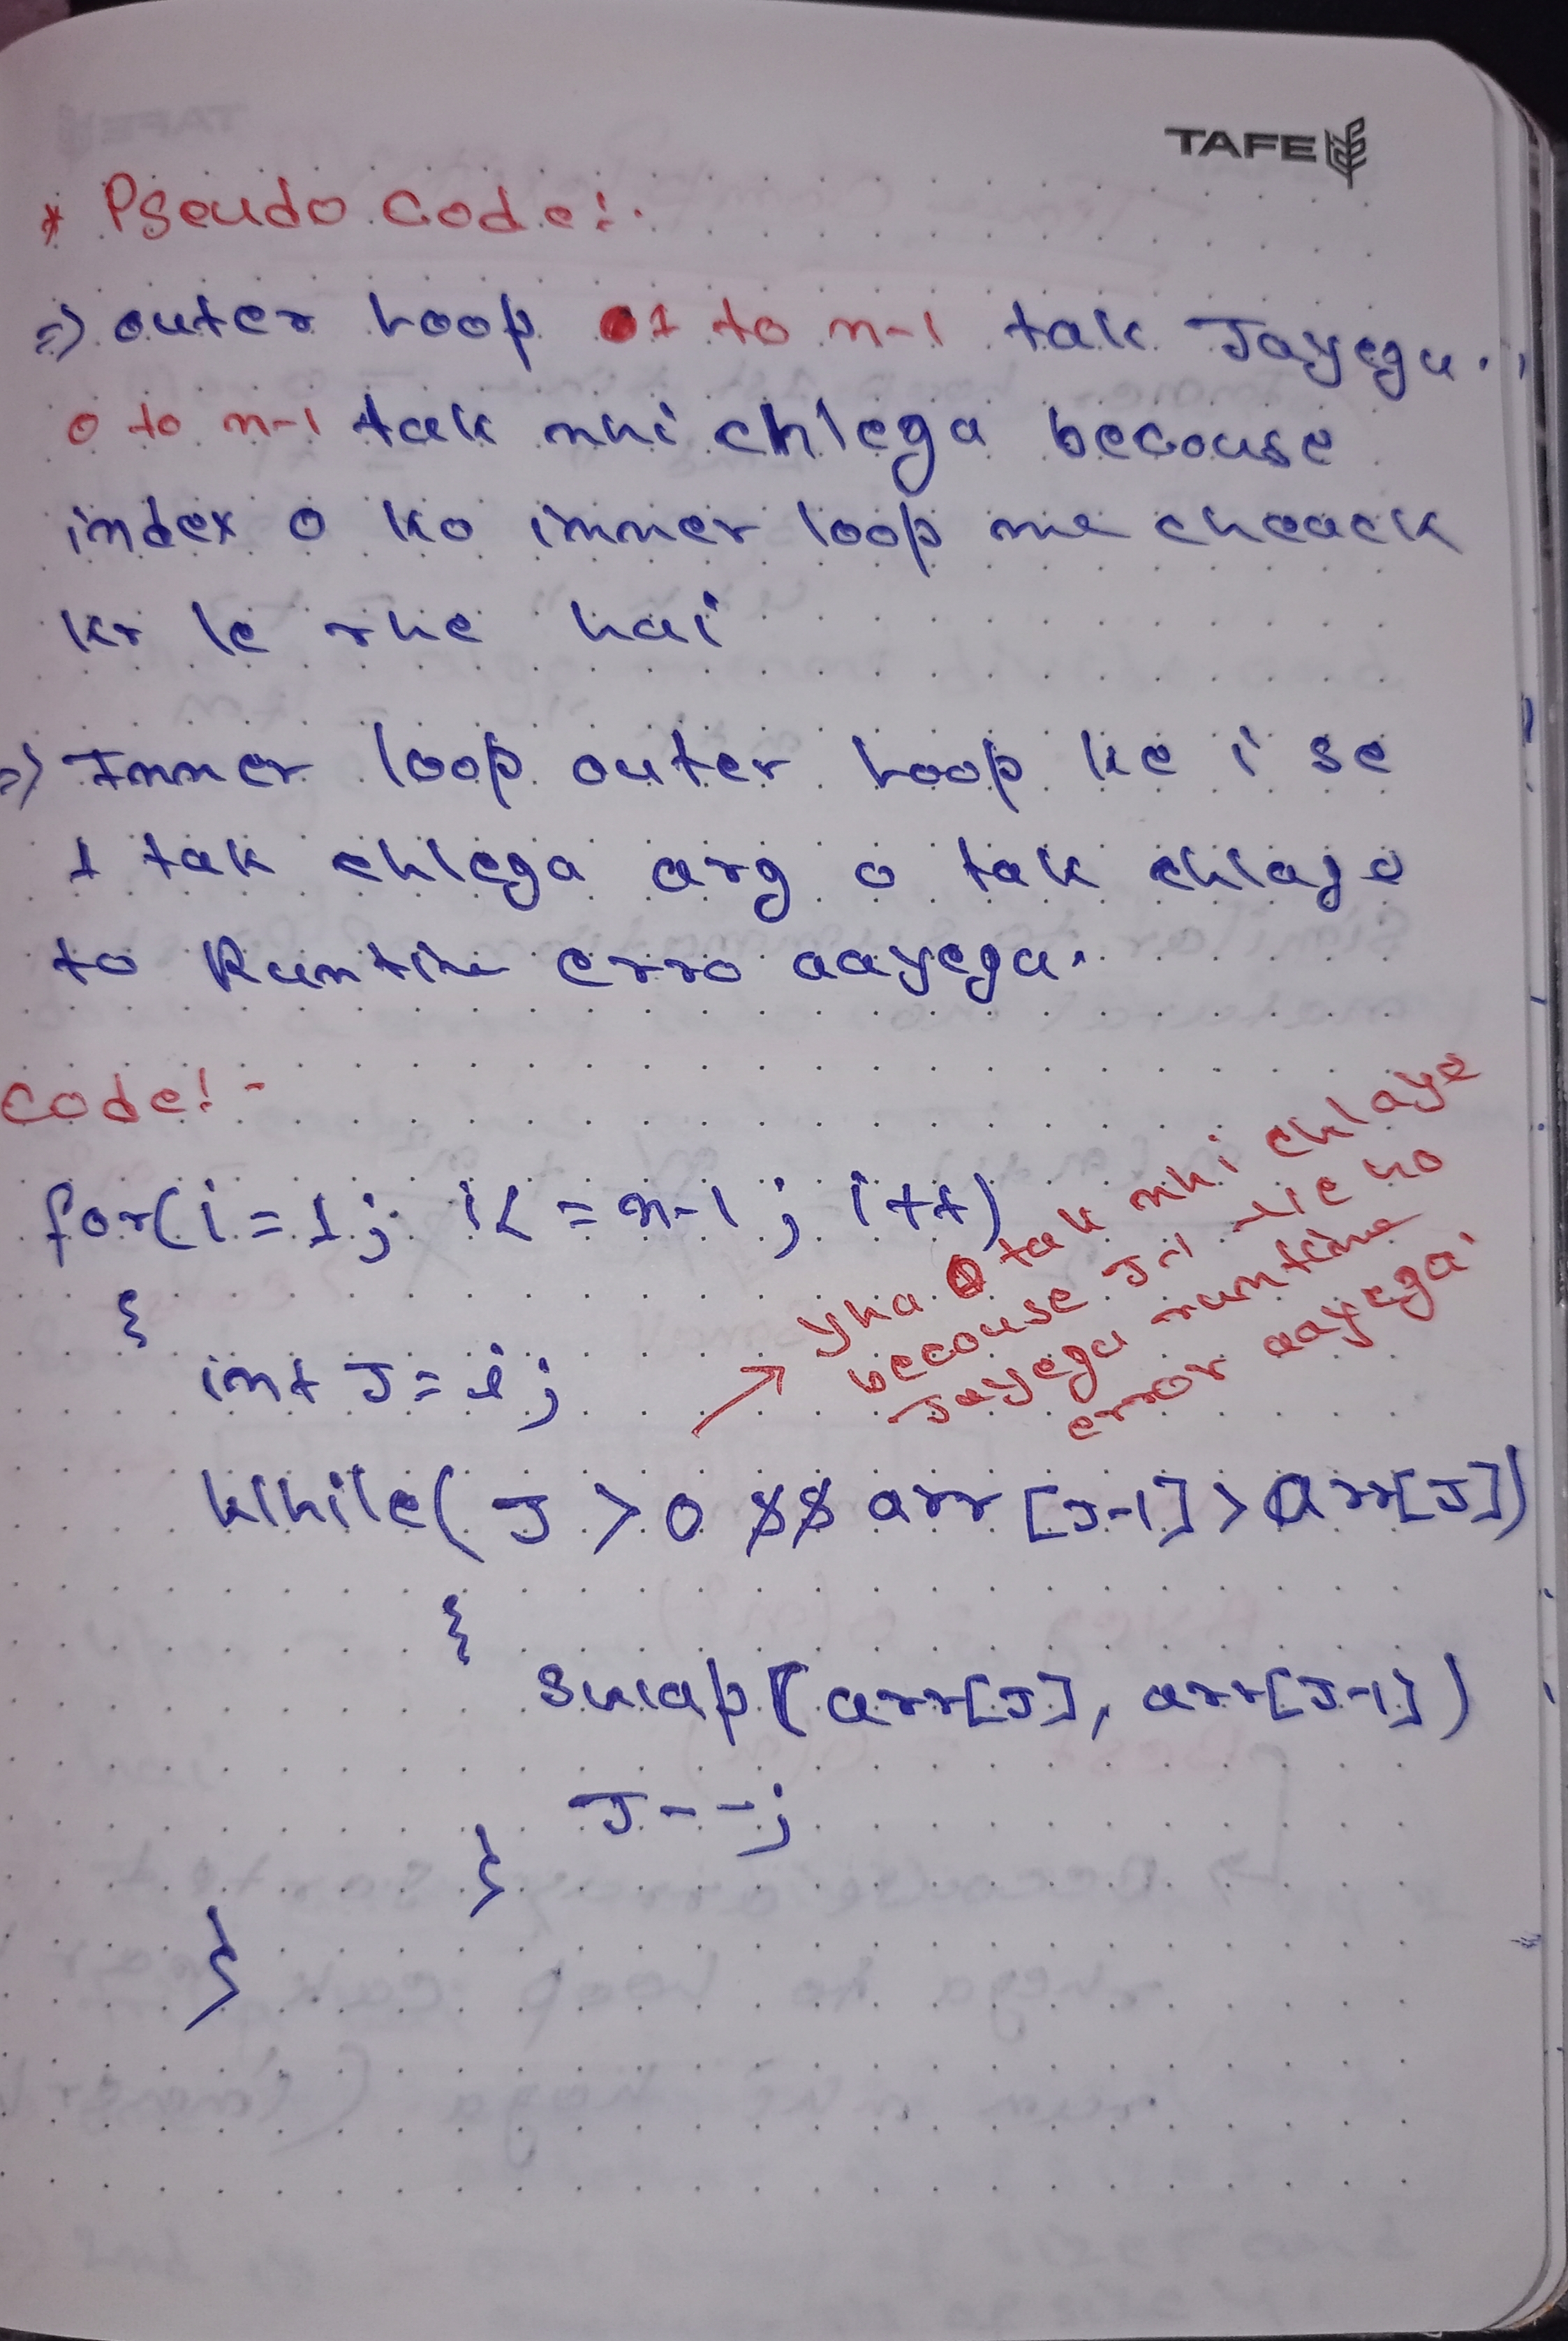 TAFE
* Pseudo Code:-
=> outer Loop 1 to n-1 tak Jayega.
0 to n-1 tak nhi chlega becouse
index 0 ko inner loop me cheack
kr le rhe hai
=> Inner loop outer Loop ke i se
1 tak chlega arg 0 tak chlaye
to Runtime erro aayega.
Code:-
for(i=1; i<=n-1; i++)
{
int J=i;
yha 0 tak nhi chlaye
becouse J-1 -ve ho
Jayega runtime
error aayega.
While(J>0 && arr[J-1]>arr[J])
{
swap(arr[J], arr[J-1])
J--;
}
}